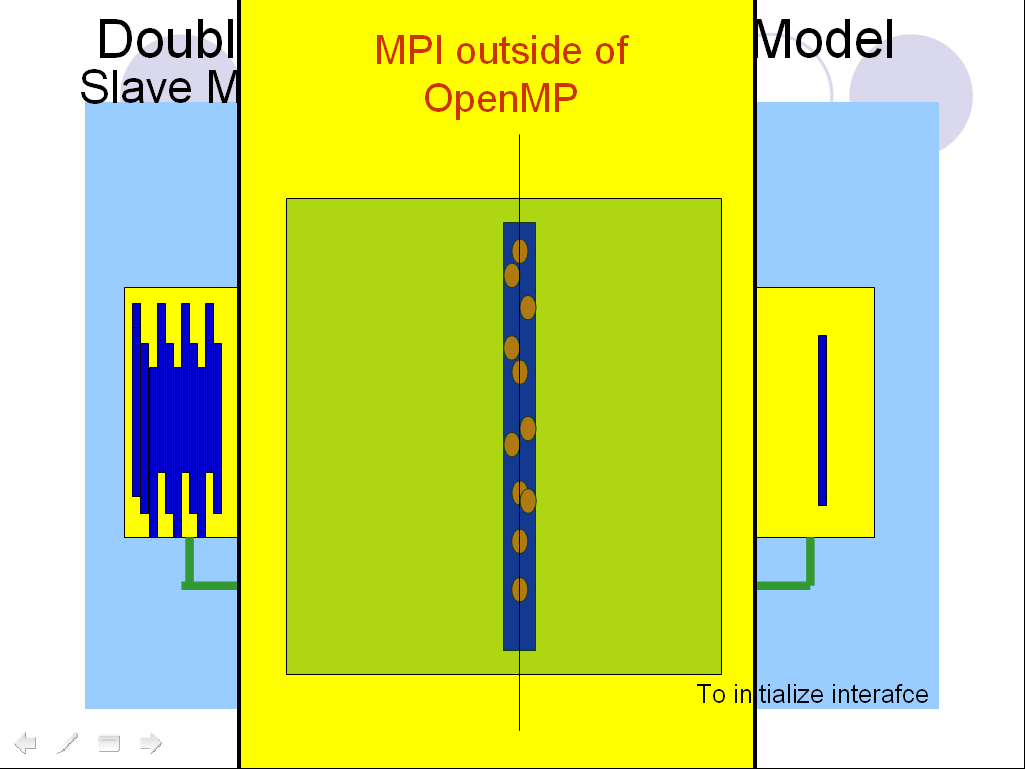 Doubl Model
Slave M
MPI outside of
OpenMP
To initialize interafce